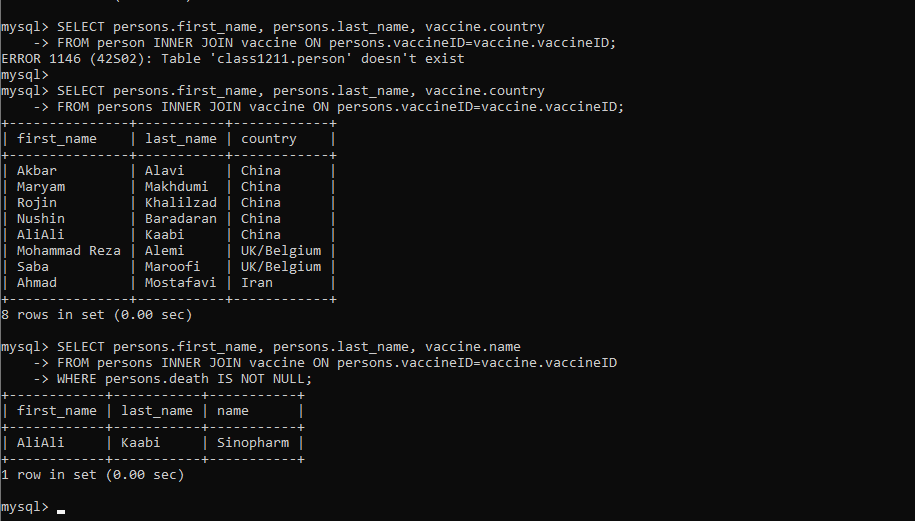 mysql> SELECT persons.first_name, persons.last_name, vaccine.country
    -> FROM person INNER JOIN vaccine ON persons.vaccineID=vaccine.vaccineID;
ERROR 1146 (42S02): Table 'class1211.person' doesn't exist
mysql>
mysql> SELECT persons.first_name, persons.last_name, vaccine.country
    -> FROM persons INNER JOIN vaccine ON persons.vaccineID=vaccine.vaccineID;
+---------------+-----------+------------+
| first_name    | last_name | country    |
+---------------+-----------+------------+
| Akbar         | Alavi     | China      |
| Maryam        | Makhdumi  | China      |
| Rojin         | Khalilzad | China      |
| Nushin        | Baradaran | China      |
| AliAli        | Kaabi     | China      |
| Mohammad Reza | Alemi     | UK/Belgium |
| Saba          | Maroofi   | UK/Belgium |
| Ahmad         | Mostafavi | Iran       |
+---------------+-----------+------------+
8 rows in set (0.00 sec)
mysql> SELECT persons.first_name, persons.last_name, vaccine.name
    -> FROM persons INNER JOIN vaccine ON persons.vaccineID=vaccine.vaccineID
    -> WHERE persons.death IS NOT NULL;
+------------+-----------+-----------+
| first_name | last_name | name      |
+------------+-----------+-----------+
| AliAli     | Kaabi     | Sinopharm |
+------------+-----------+-----------+
1 row in set (0.00 sec)
mysql>